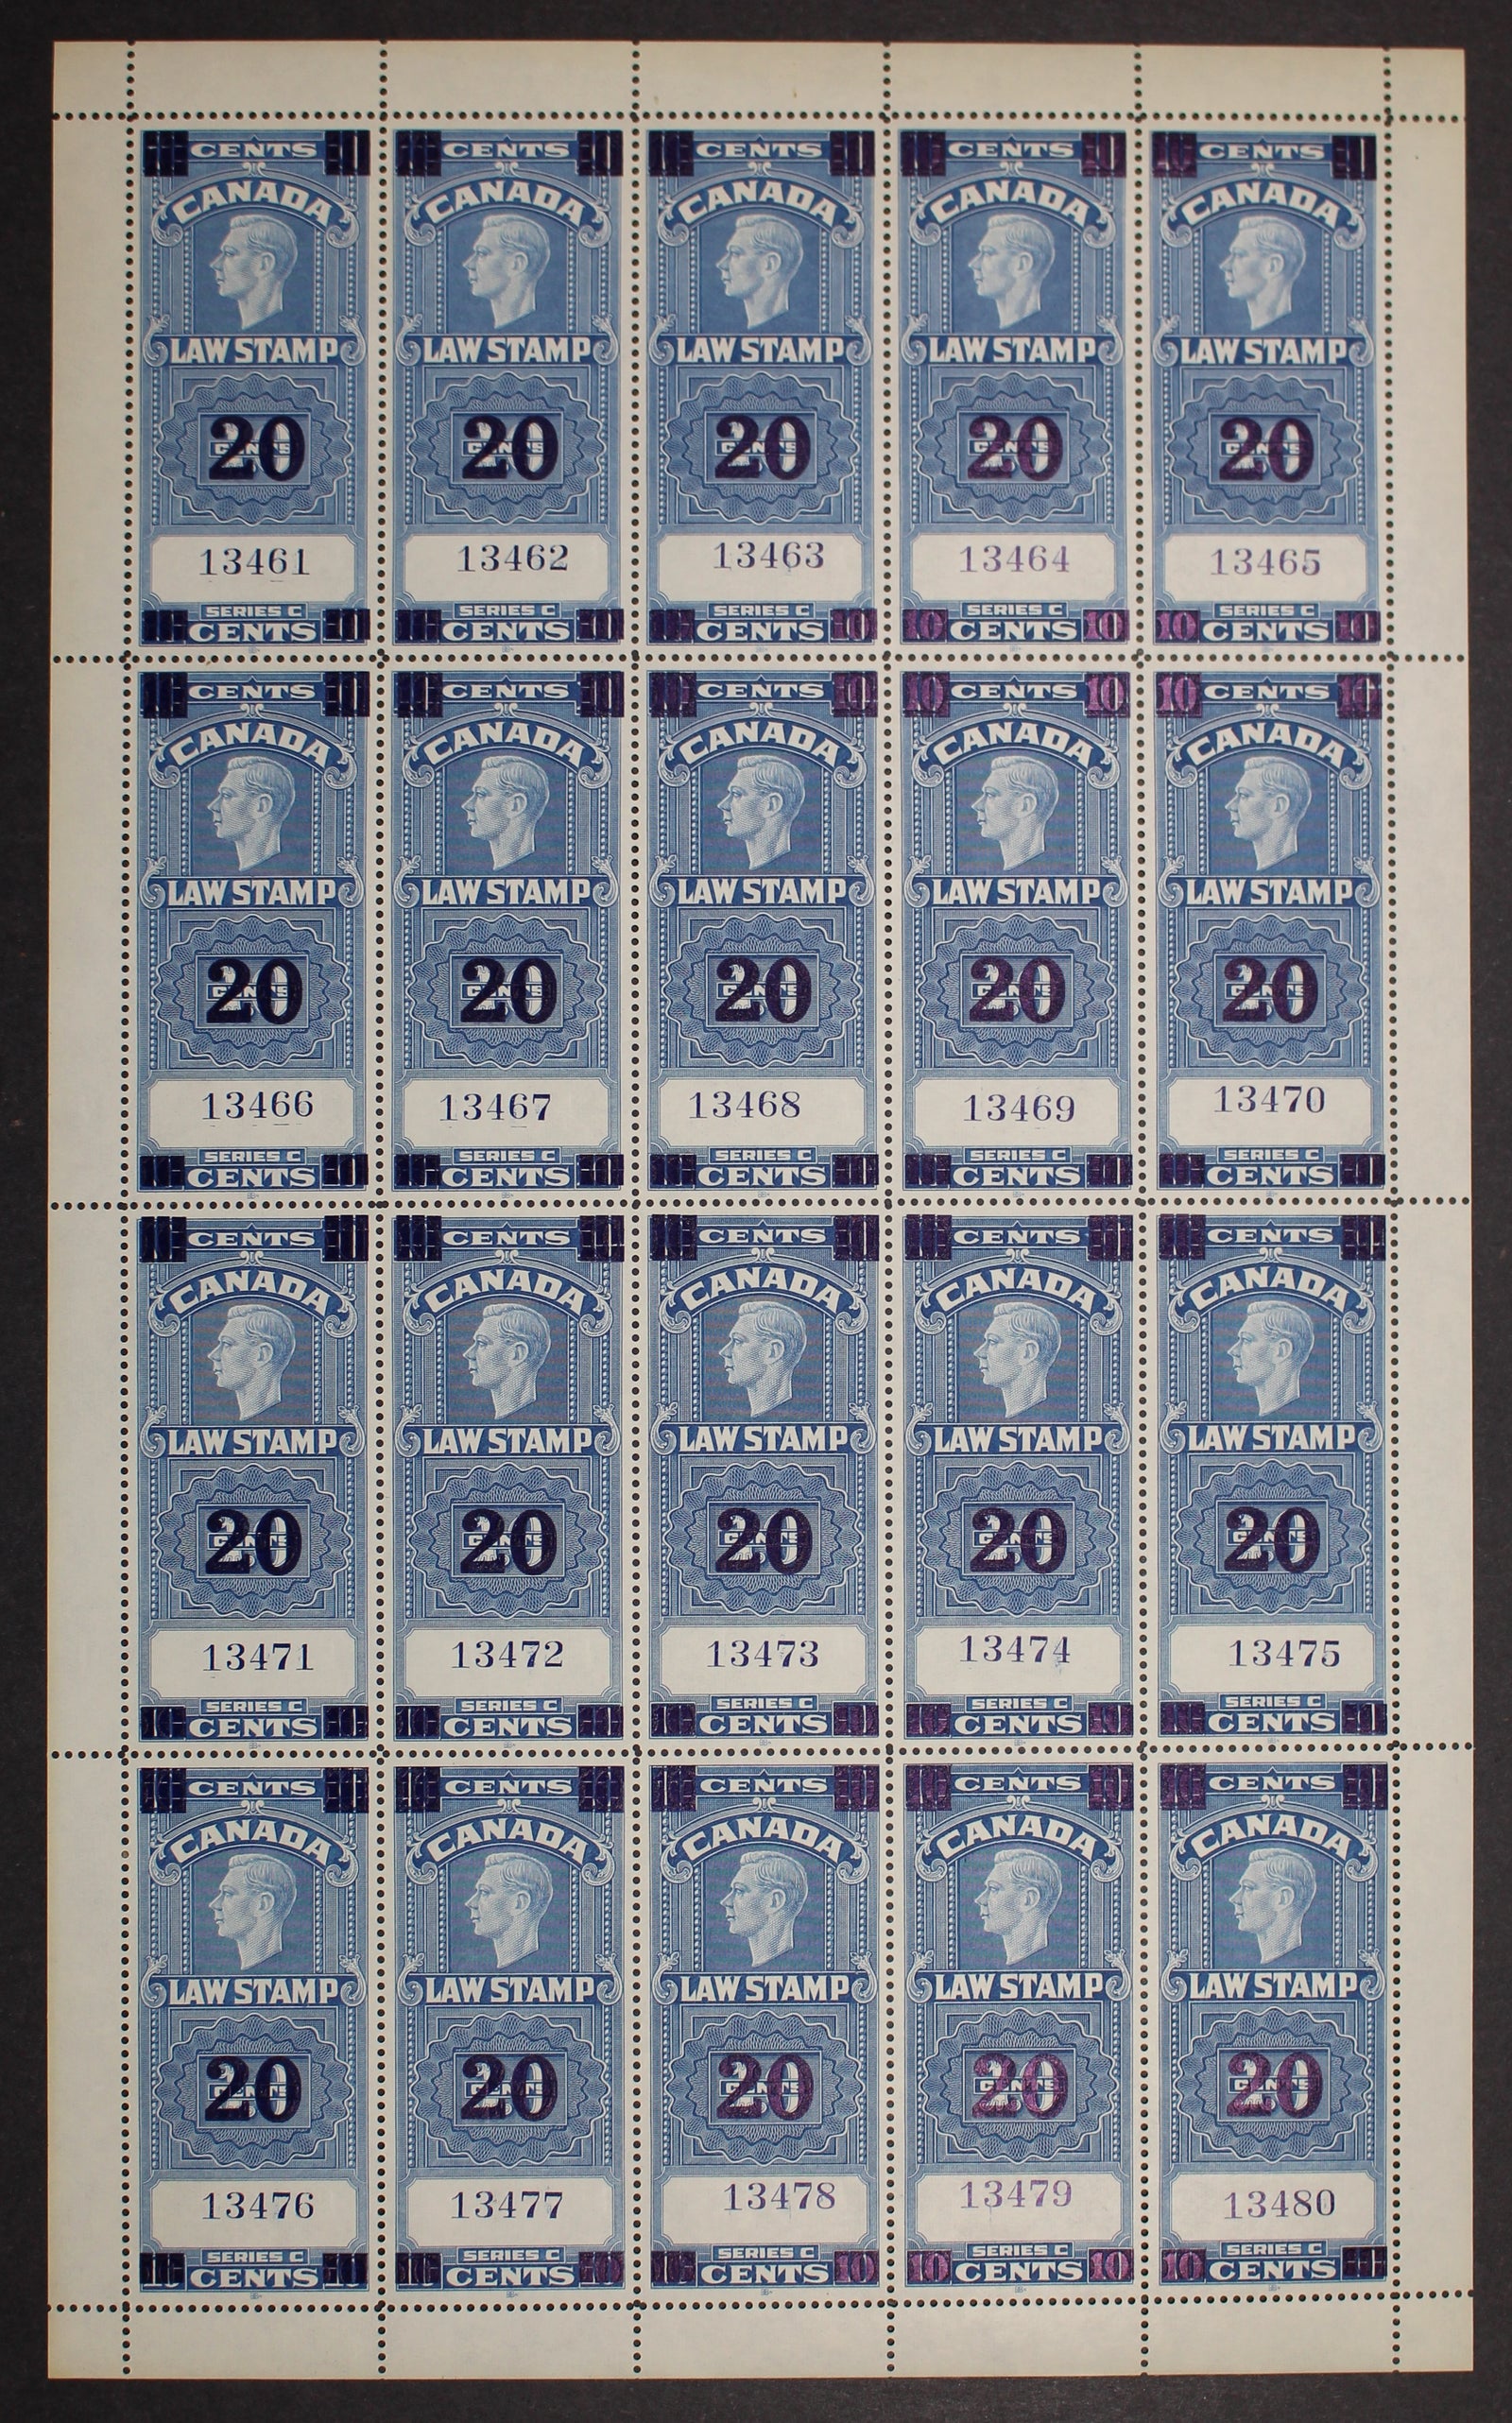 CENTS
CANADA
LAW STAMP
20
13461
SERIES C
CENTS
CENTS
CANADA
LAW STAMP
20
13462
SERIES C
CENTS
CENTS
CANADA
LAW STAMP
20
13463
SERIES C
CENTS 10
CENTS
CANADA
LAW STAMP
20
13464
SERIES C
10 CENTS 10
CENTS
CANADA
LAW STAMP
20
13465
SERIES C
10 CENTS 10
CENTS
CANADA
LAW STAMP
20
13466
SERIES C
CENTS
CENTS
CANADA
LAW STAMP
20
13467
SERIES C
CENTS
CENTS 10
CANADA
LAW STAMP
20
13468
SERIES C
CENTS
10 CENTS 10
CANADA
LAW STAMP
20
13469
SERIES C
CENTS
10 CENTS 10
CANADA
LAW STAMP
20
13470
SERIES C
CENTS
CENTS
CANADA
LAW STAMP
20
13471
SERIES C
CENTS
CENTS
CANADA
LAW STAMP
20
13472
SERIES C
CENTS
CENTS
CANADA
LAW STAMP
20
13473
SERIES C
CENTS
CENTS
CANADA
LAW STAMP
20
13474
SERIES C
CENTS
CENTS
CANADA
LAW STAMP
20
13475
SERIES C
CENTS
CENTS
CANADA
LAW STAMP
20
13476
SERIES C
CENTS
CENTS
CANADA
LAW STAMP
20
13477
SERIES C
CENTS
CENTS
CANADA
LAW STAMP
20
13478
SERIES C
CENTS 10
CENTS
CANADA
LAW STAMP
20
13479
SERIES C
10 CENTS 10
CENTS
CANADA
LAW STAMP
20
13480
SERIES C
10 CENTS